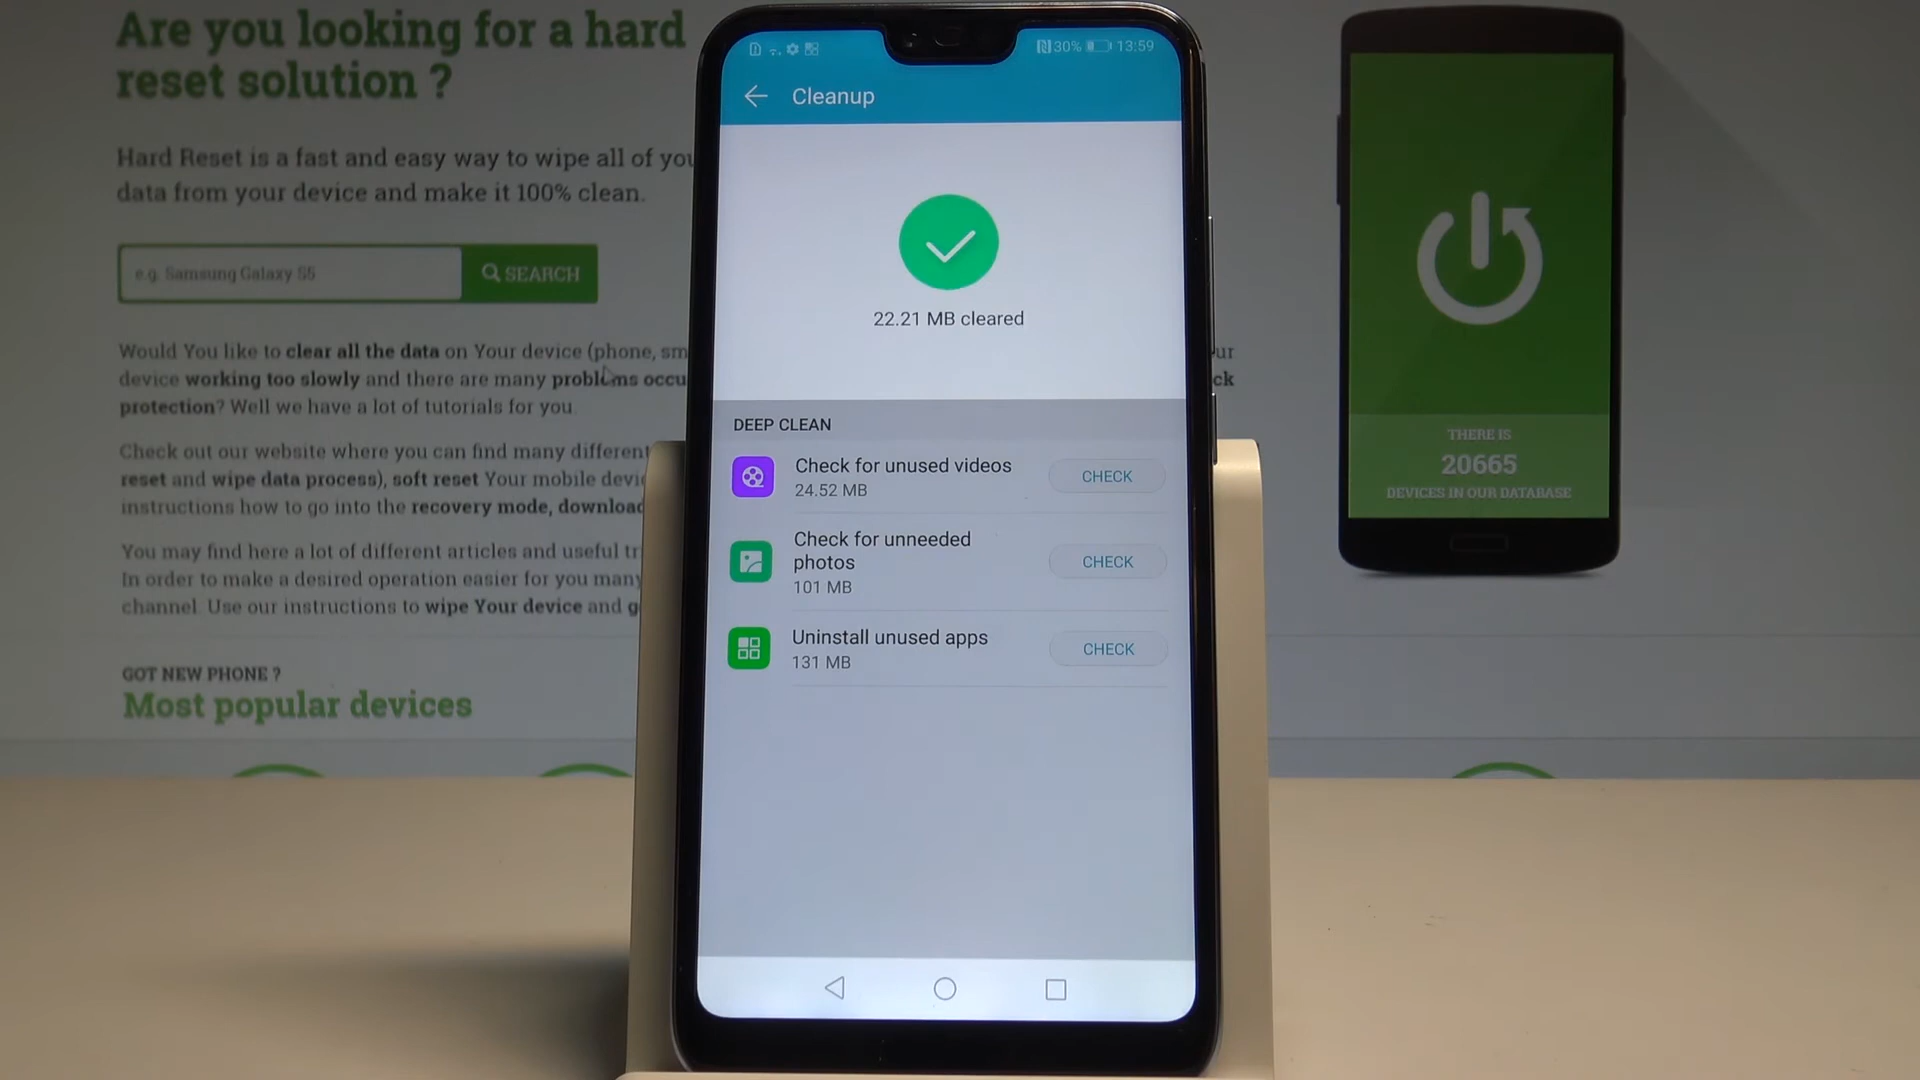 Are you looking for a hard
reset solution ?
Hard Reset is a fast and easy way to wipe all of you
data from your device and make it 100% clean.
e.g. Samsung Galaxy S5
SEARCH
Would You like to clear all the data on Your device (phone, sm
device working too slowly and there are many problems occu
protection? Well we have a lot of tutorials for you.
Check out our website where you can find many different
reset and wipe data process), soft reset Your mobile devic
instructions how to go into the recovery mode, download
You may find here a lot of different articles and useful tr
In order to make a desired operation easier for you many
channel. Use our instructions to wipe Your device and g
GOT NEW PHONE ?
Most popular devices
30% 13:59
Cleanup
22.21 MB cleared
DEEP CLEAN
Check for unused videos
24.52 MB
CHECK
Check for unneeded
photos
101 MB
CHECK
Uninstall unused apps
131 MB
CHECK
ur
ck
THERE IS
20665
DEVICES IN OUR DATABASE